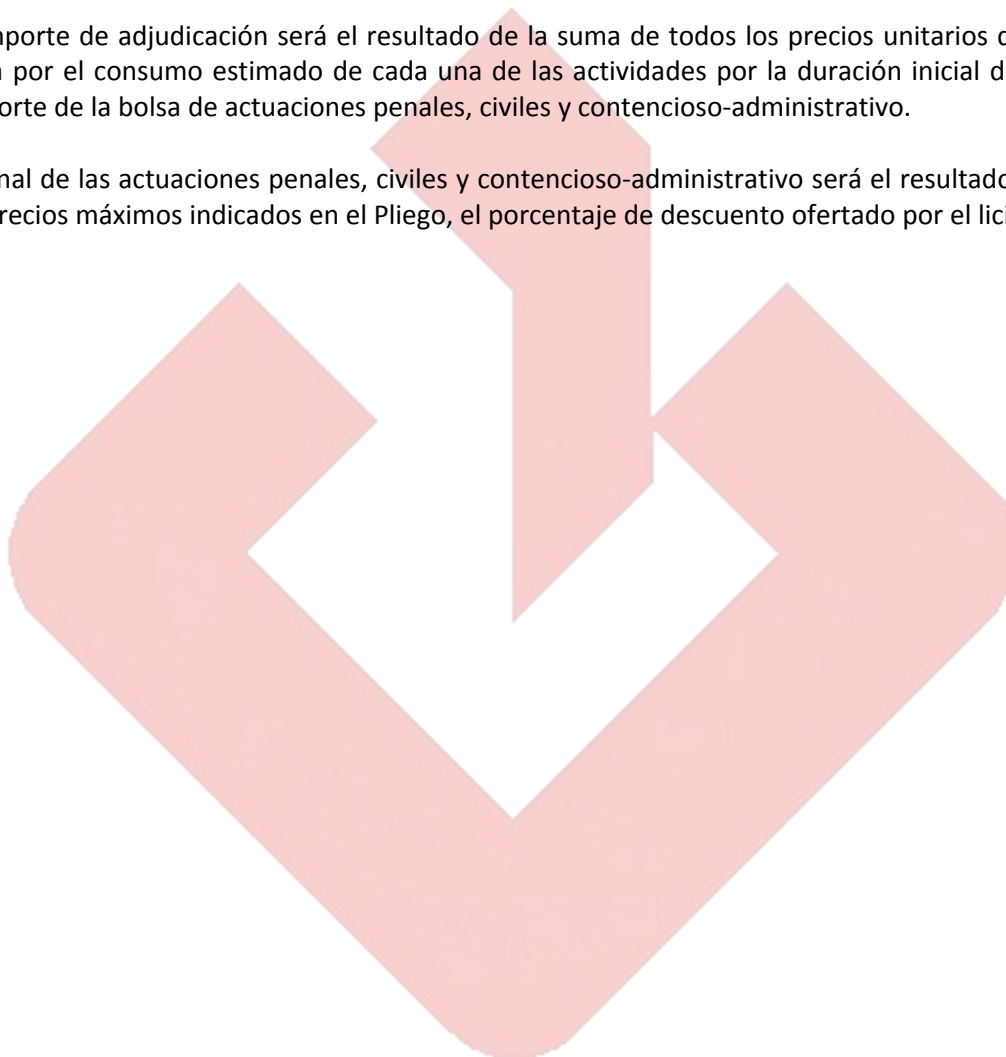 mporte de adjudicación será el resultado de la suma de todos los precios unitarios
por el consumo estimado de cada una de las actividades por la duración inicial d
orte de la bolsa de actuaciones penales, civiles y contencioso-administrativo.
nal de las actuaciones penales, civiles y contencioso-administrativo será el resultado
recios máximos indicados en el Pliego, el porcentaje de descuento ofertado por el lici